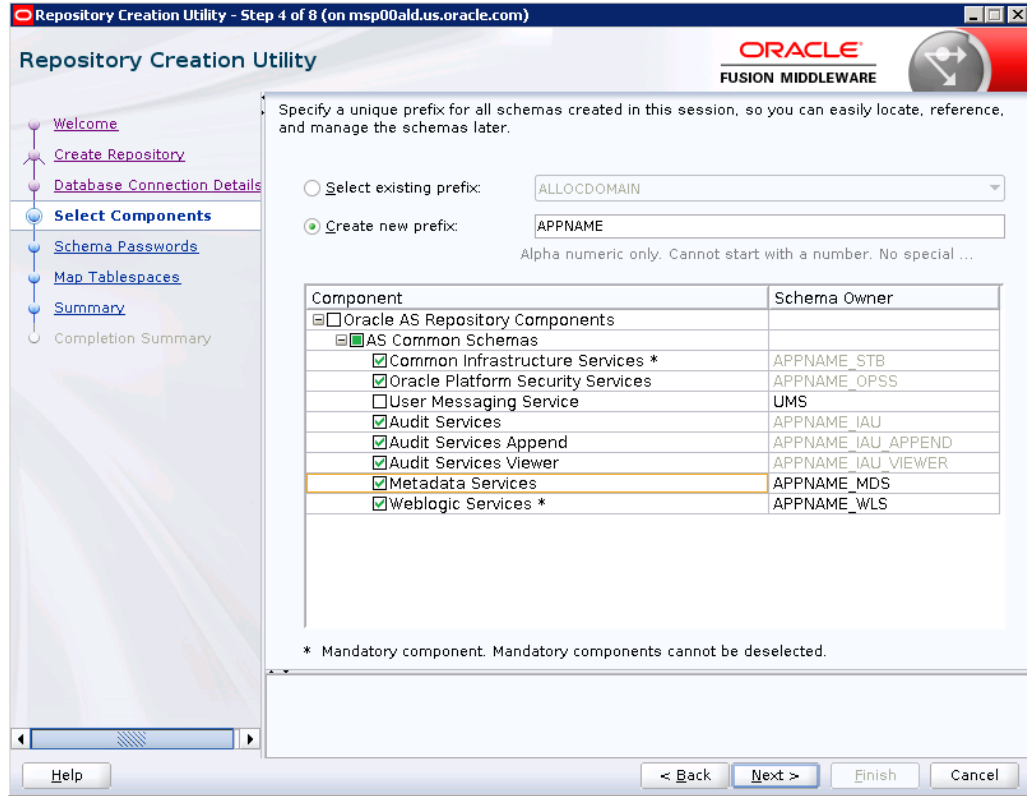 Repository Creation Utility - Step 4 of 8 (on msp00ald.us.oracle.com)
Repository Creation Utility
ORACLE
FUSION MIDDLEWARE
Welcome
Create Repository
Database Connection Details
Select Components
Schema Passwords
Map Tablespaces
Summary
Completion Summary
Specify a unique prefix for all schemas created in this session, so you can easily locate, reference,
and manage the schemas later.
Select existing prefix: ALLOCDOMAIN
Create new prefix: APPNAME
Alpha numeric only. Cannot start with a number. No special ...
Component Schema Owner
Oracle AS Repository Components
AS Common Schemas
Common Infrastructure Services * APPNAME_STB
Oracle Platform Security Services APPNAME_OPSS
User Messaging Service UMS
Audit Services APPNAME_IAU
Audit Services Append APPNAME_IAU_APPEND
Audit Services Viewer APPNAME_IAU_VIEWER
Metadata Services APPNAME_MDS
Weblogic Services * APPNAME_WLS
* Mandatory component. Mandatory components cannot be deselected.
Help < Back Next > Finish Cancel